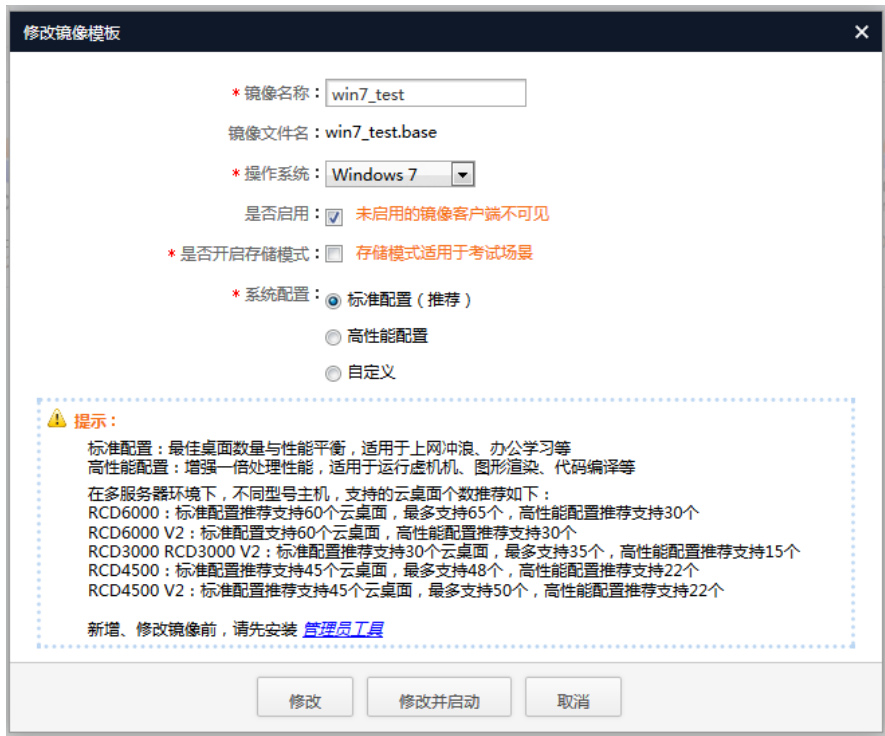 修改镜像模板
* 镜像名称：win7_test
镜像文件名：win7_test.base
* 操作系统：Windows 7
是否启用： 未启用的镜像客户端不可见
* 是否开启存储模式： 存储模式适用于考试场景
* 系统配置： 标准配置（推荐）
高性能配置
自定义
提示：
标准配置：最佳桌面数量与性能平衡，适用于上网冲浪、办公学习等
高性能配置：增强一倍处理性能，适用于运行虚机机、图形渲染、代码编译等
在多服务器环境下，不同型号主机，支持的云桌面个数推荐如下：
RCD6000：标准配置推荐支持60个云桌面，最多支持65个，高性能配置推荐支持30个
RCD6000 V2：标准配置支持60个云桌面，高性能配置推荐支持30个
RCD3000 RCD3000 V2：标准配置推荐支持30个云桌面，最多支持35个，高性能配置推荐支持15个
RCD4500：标准配置推荐支持45个云桌面，最多支持48个，高性能配置推荐支持22个
RCD4500 V2：标准配置推荐支持45个云桌面，最多支持50个，高性能配置推荐支持22个
新增、修改镜像前，请先安装 管理员工具
修改 修改并启动 取消